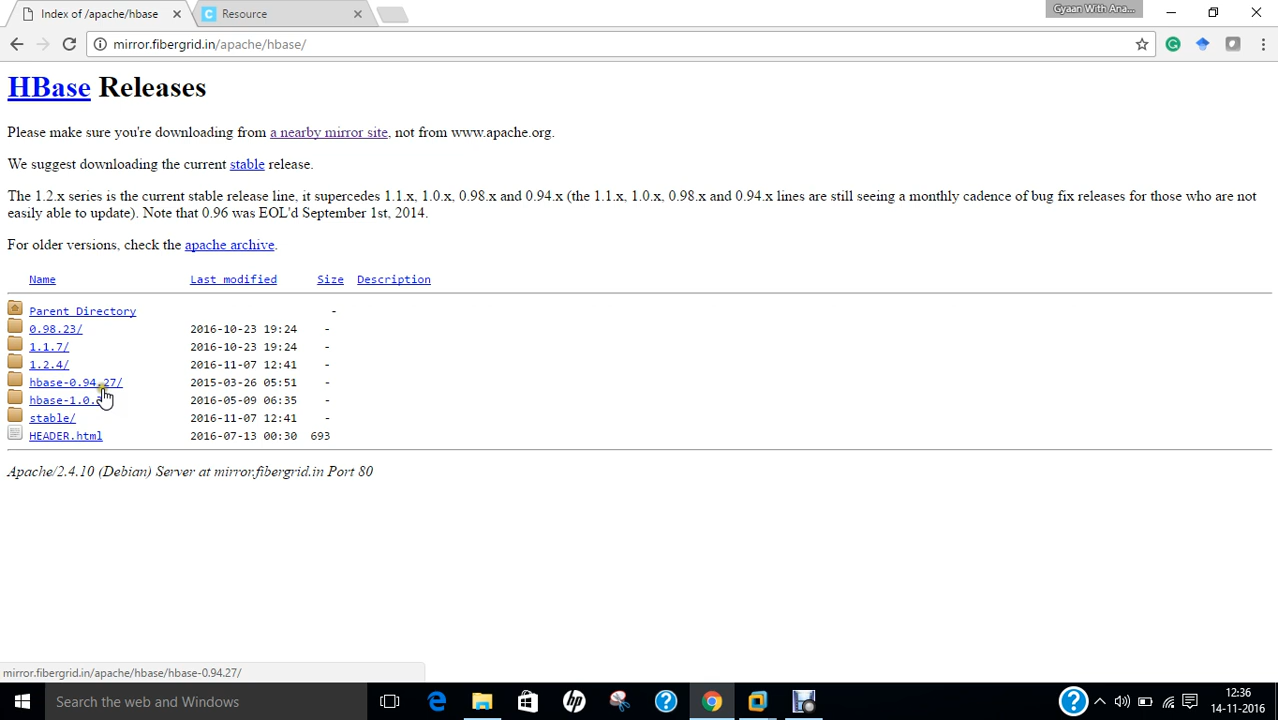 Index of /apache/hbase
Resource
Gyaan With Ana...
mirror.fibergrid.in/apache/hbase/
HBase Releases
Please make sure you're downloading from a nearby mirror site, not from www.apache.org.
We suggest downloading the current stable release.
The 1.2.x series is the current stable release line, it supercedes 1.1.x, 1.0.x, 0.98.x and 0.94.x (the 1.1.x, 1.0.x, 0.98.x and 0.94.x lines are still seeing a monthly cadence of bug fix releases for those who are not
easily able to update). Note that 0.96 was EOL'd September 1st, 2014.
For older versions, check the apache archive.
Name Last modified Size Description
Parent Directory -
0.98.23/ 2016-10-23 19:24 -
1.1.7/ 2016-10-23 19:24 -
1.2.4/ 2016-11-07 12:41 -
hbase-0.94.27/ 2015-03-26 05:51 -
hbase-1.0. 2016-05-09 06:35 -
stable/ 2016-11-07 12:41 -
HEADER.html 2016-07-13 00:30 693
Apache/2.4.10 (Debian) Server at mirror.fibergrid.in Port 80
mirror.fibergrid.in/apache/hbase/hbase-0.94.27/
Search the web and Windows
12:36
14-11-2016